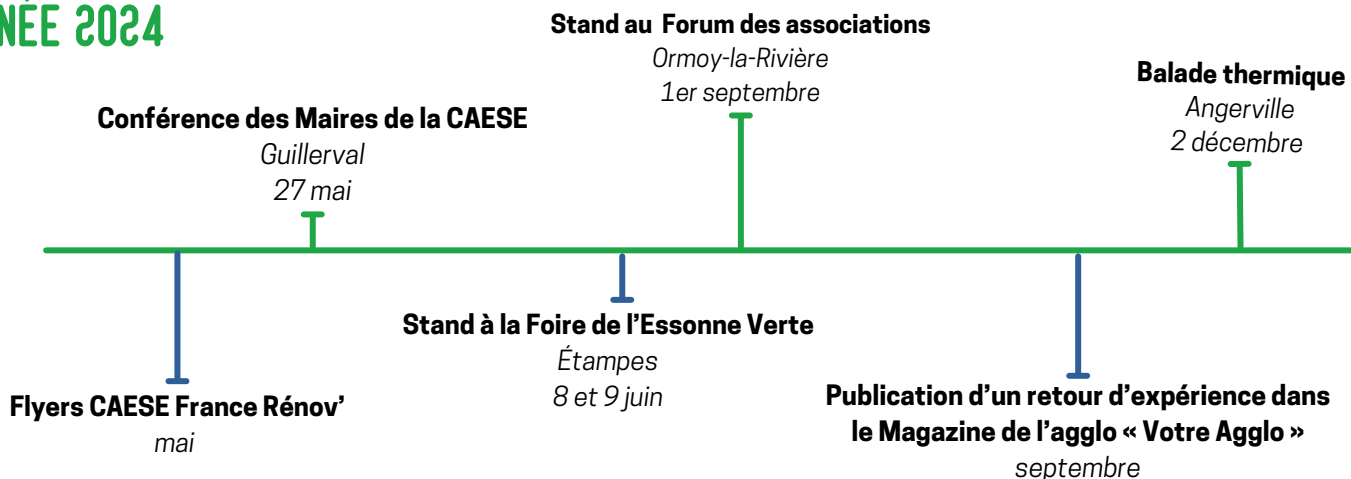 NÉE 2024
Stand au Forum des associations
Ormoy-la-Rivière
1er septembre
Balade thermique
Angerville
2 décembre
Conférence des Maires de la CAESE
Guillerval
27 mai
Stand à la Foire de l’Essonne Verte
Étampes
8 et 9 juin
Flyers CAESE France Rénov’
mai
Publication d’un retour d’expérience dans
le Magazine de l’agglo « Votre Agglo »
septembre